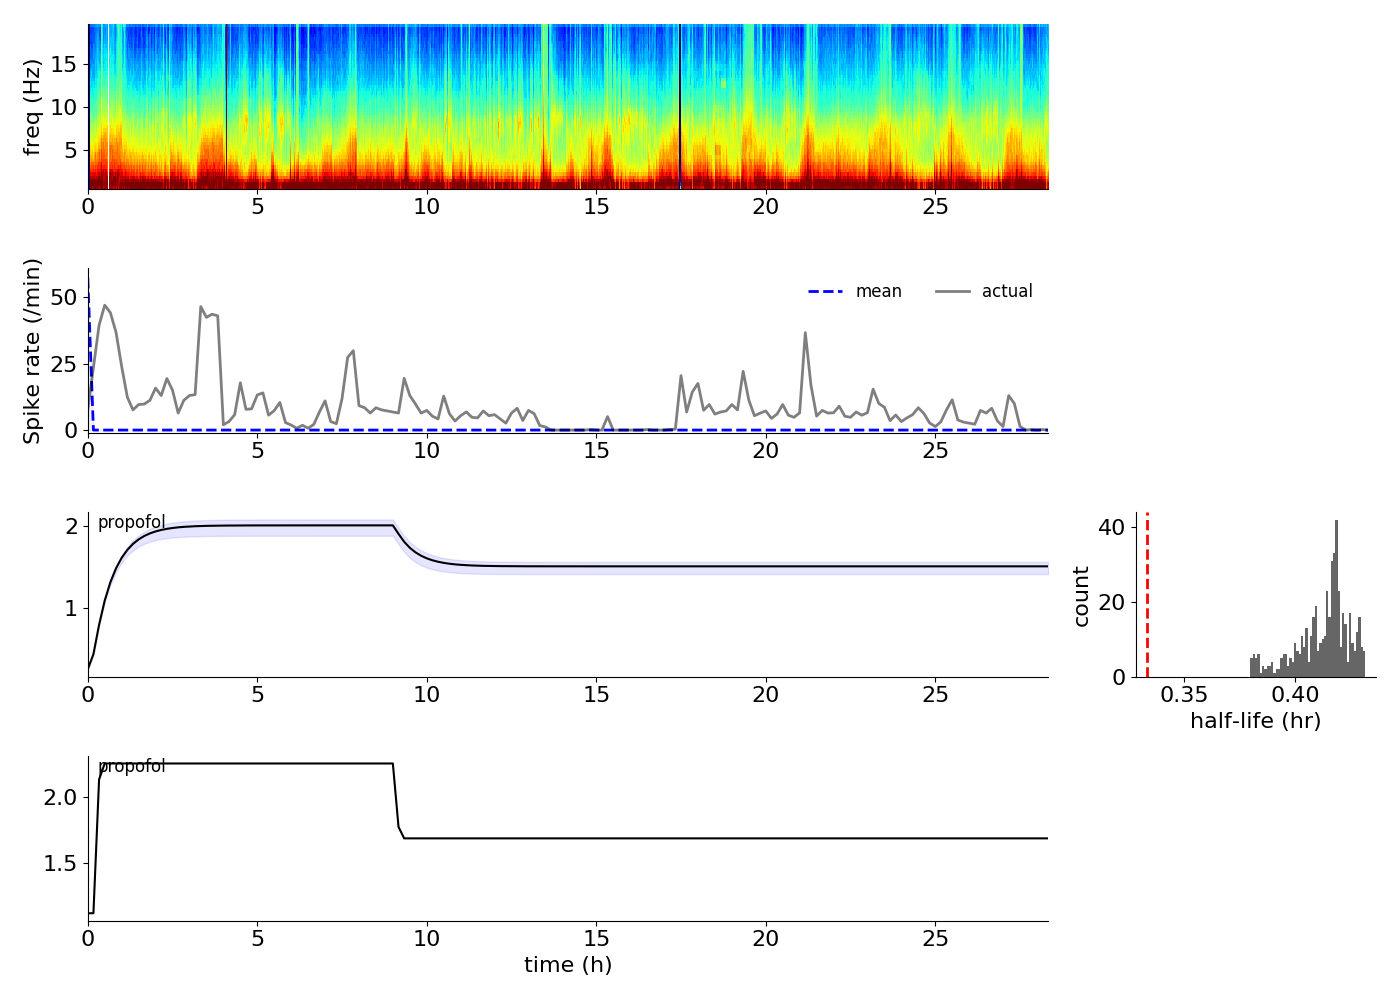 freq (Hz)
15
10
5
0 5 10 15 20 25
Spike rate (/min)
50
25
0
mean actual
0 5 10 15 20 25
propofol
2
1
0 5 10 15 20 25
count
40
20
0
0.35 0.40
half-life (hr)
propofol
2.0
1.5
0 5 10 15 20 25
time (h)